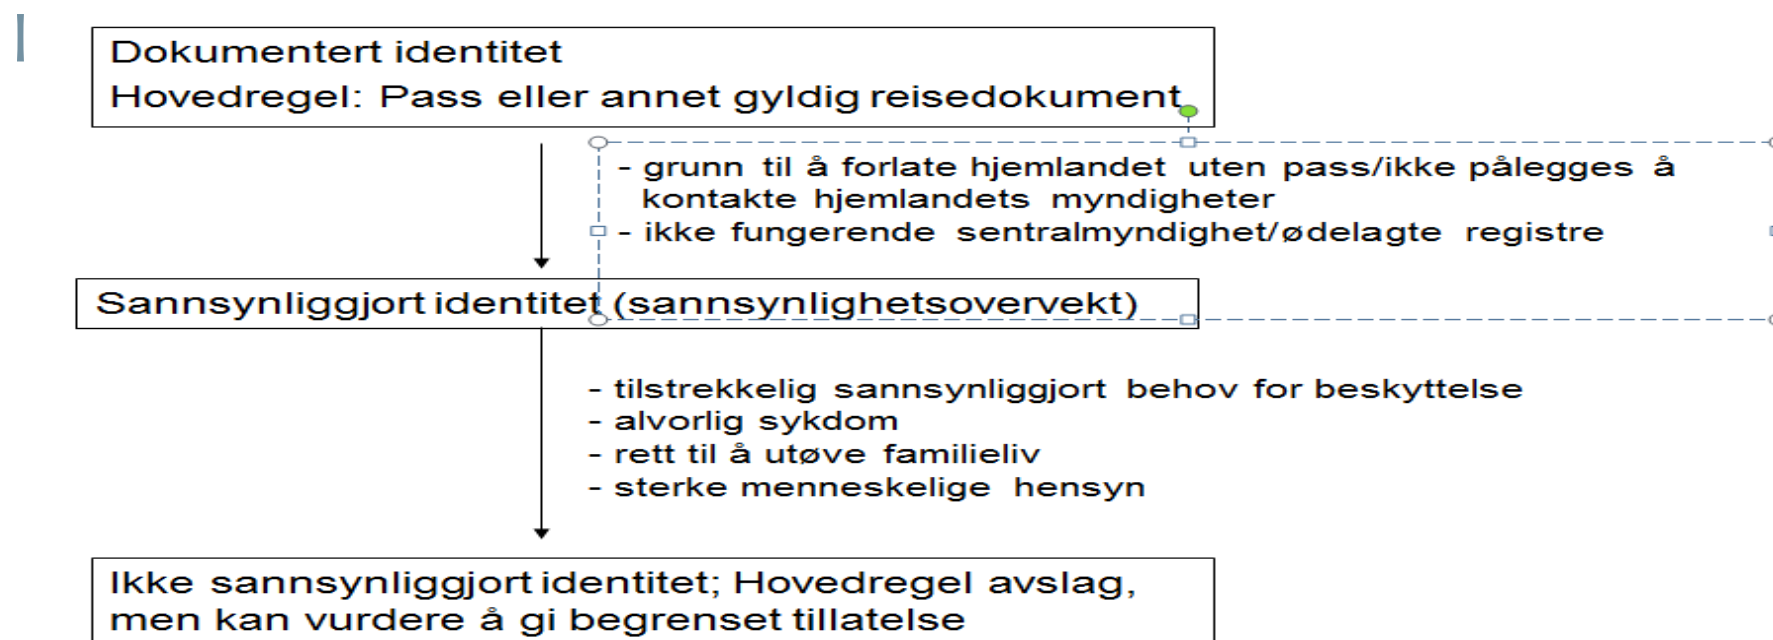 Dokumentert identitet
Hovedregel: Pass eller annet gyldig reisedokument
- grunn til å forlate hjemlandet uten pass/ikke pålegges å
kontakte hjemlandets myndigheter
- ikke fungerende sentralmyndighet/ødelagte registre
Sannsynliggjort identitet (sannsynlighetsovervekt)
- tilstrekkelig sannsynliggjort behov for beskyttelse
- alvorlig sykdom
- rett til å utøve familieliv
- sterke menneskelige hensyn
Ikke sannsynliggjort identitet; Hovedregel avslag,
men kan vurdere å gi begrenset tillatelse